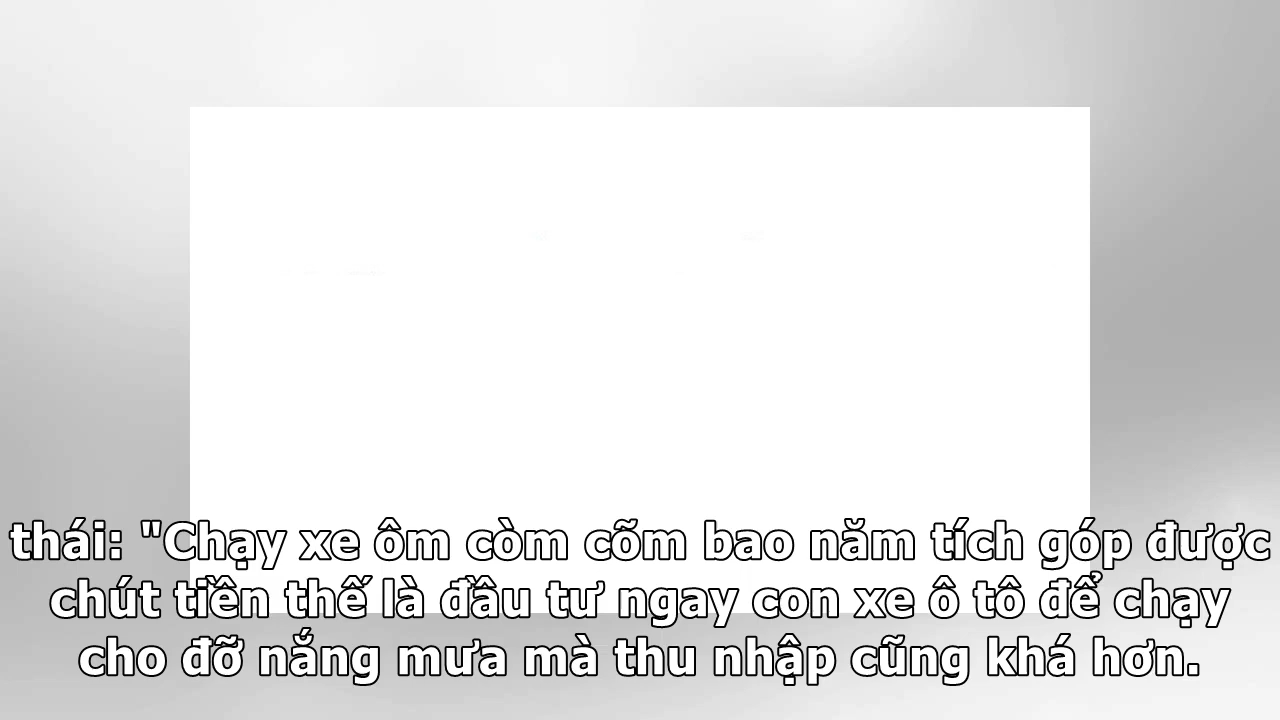 thái: "Chạy xe ôm còm cõm bao năm tích góp được
chút tiền thế là đầu tư ngay con xe ô tô để chạy
cho đỡ nắng mưa mà thu nhập cũng khá hơn.